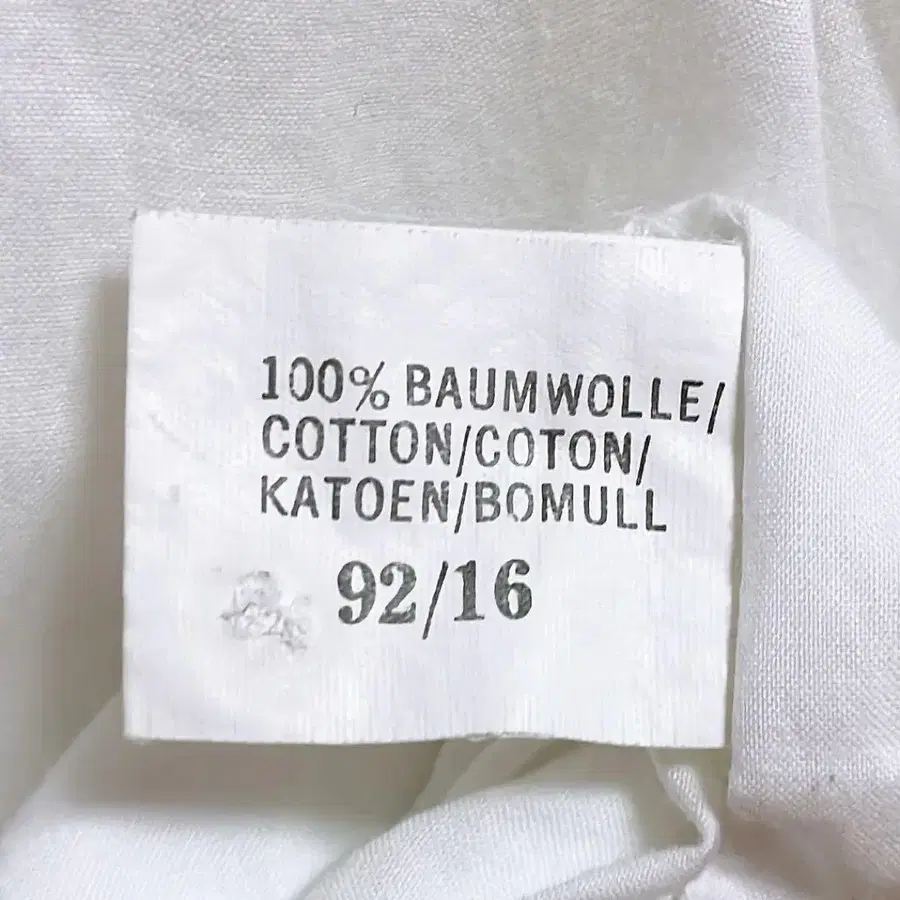 100% BAUMWOLLE/
COTTON/COTON/
KATOEN/BOMULL
92/16